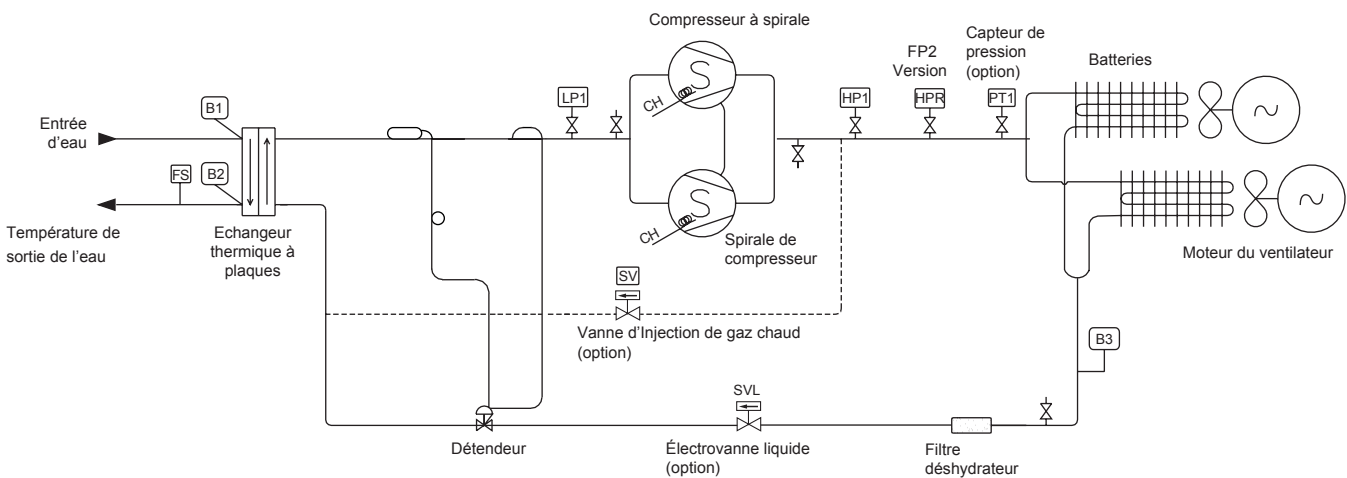 Compresseur à spirale
Capteur de
pression
(option)
FP2
Version
Batteries
B1
LP1
CH
HP1
HPR
PT1
~
Entrée
d'eau
FS
B2
~
CH
Température de
sortie de l'eau
Echangeur
thermique à
plaques
Spirale de
compresseur
Moteur du ventilateur
SV
Vanne d'Injection de gaz chaud
(option)
B3
SVL
Détendeur
Électrovanne liquide
(option)
Filtre
déshydrateur